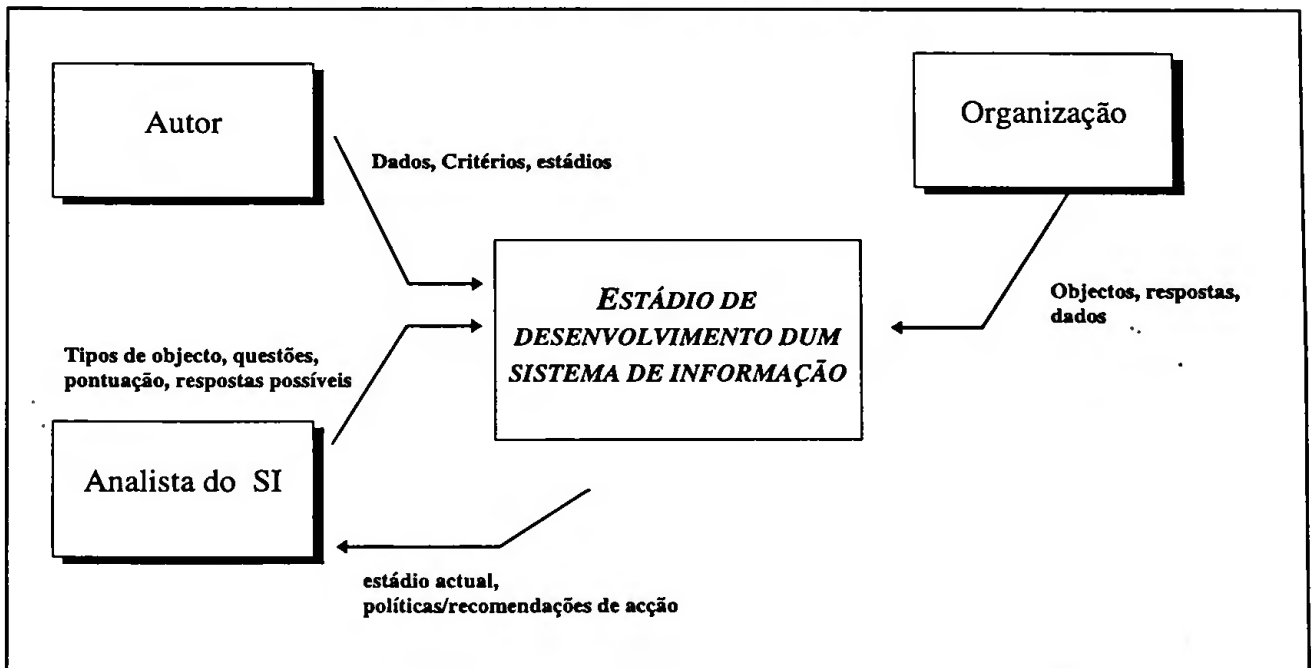 Autor
Organização
Dados, Critérios, estádios
ESTÁDIO DE
DESENVOLVIMENTO DUM
SISTEMA DE INFORMAÇÃO
Objectos, respostas,
dados
Tipos de objecto, questões,
pontuação, respostas possíveis
Analista do SI
estádio actual,
políticas/recomendações de acção